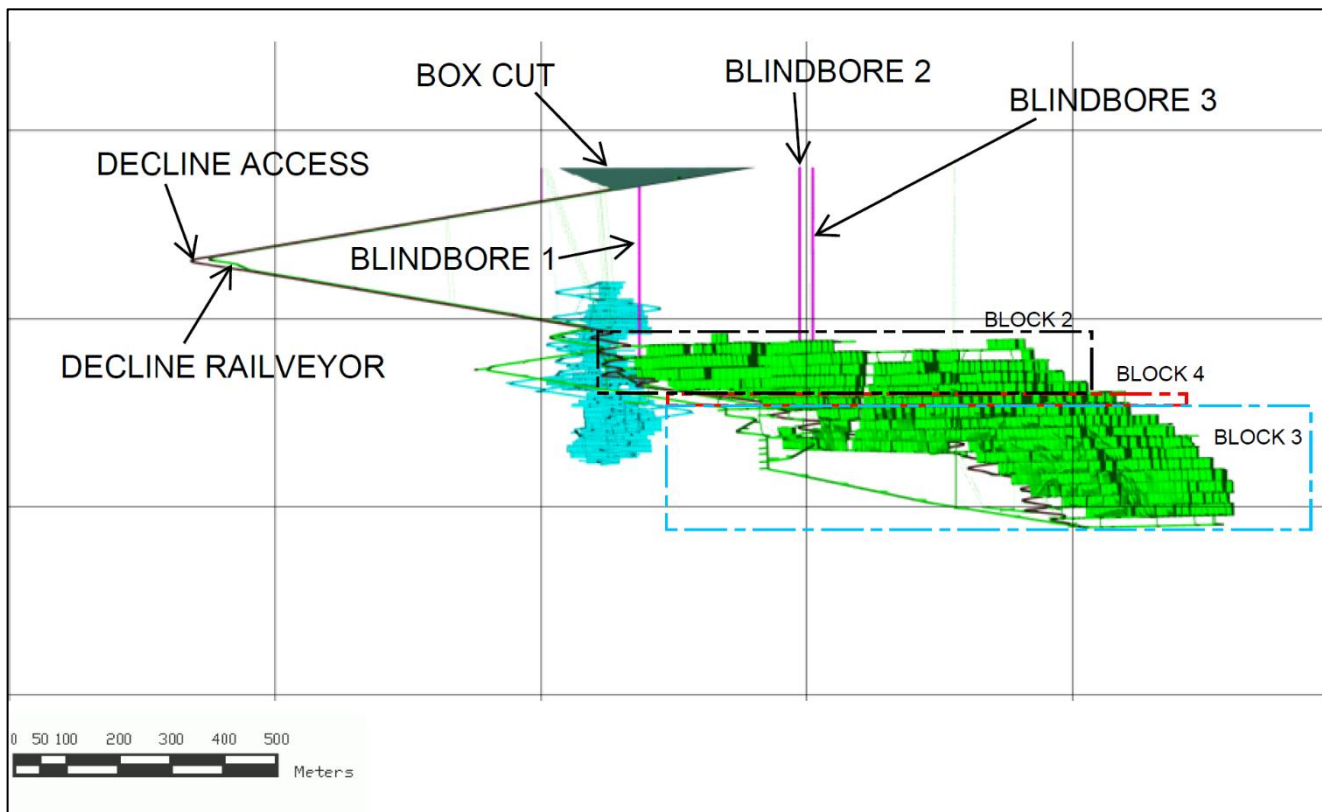 BOX CUT
BLINDBORE 2
BLINDBORE 3
DECLINE ACCESS
BLINDBORE 1
DECLINE RAILVEYOR
BLOCK 2
BLOCK 4
BLOCK 3
0 50 100 200 300 400 500
Meters